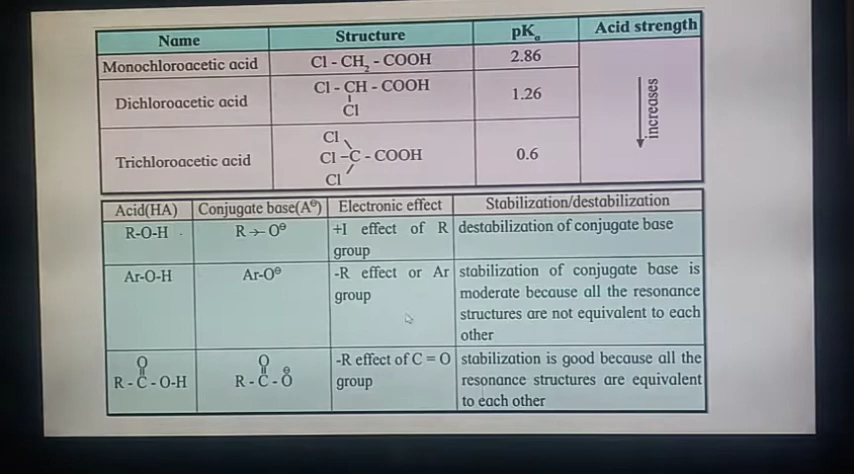 Name Structure pKa Acid strength
Monochloroacetic acid Cl - CH2 - COOH 2.86
Dichloroacetic acid Cl - CH - COOH 1.26
Cl
Cl
Trichloroacetic acid Cl - C - COOH 0.6
Cl
increases
Acid(HA) Conjugate base(A⊖) Electronic effect Stabilization/destabilization
R-O-H R→O⊖ +I effect of R destabilization of conjugate base
group
Ar-O-H Ar-O⊖ -R effect or Ar stabilization of conjugate base is
group moderate because all the resonance
structures are not equivalent to each
other
O O ⊖ -R effect of C = O stabilization is good because all the
R - C - O-H R - C - O group resonance structures are equivalent
to each other